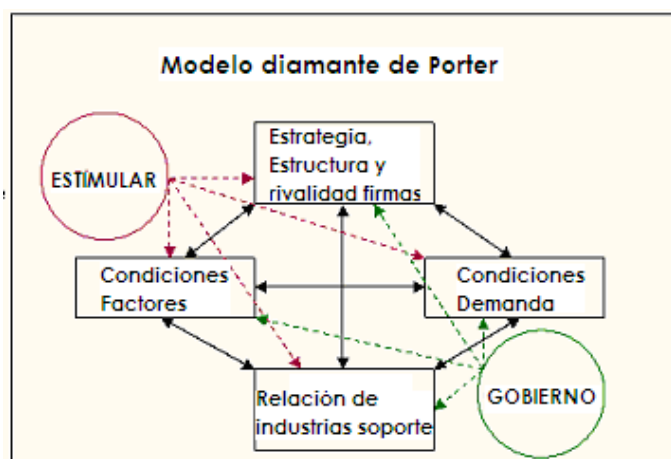 Modelo diamante de Porter
Estrategia,
Estructura y
rivalidad firmas
ESTÍMULAR
Condiciones
Factores
Condiciones
Demanda
Relación de
industrias soporte
GOBIERNO